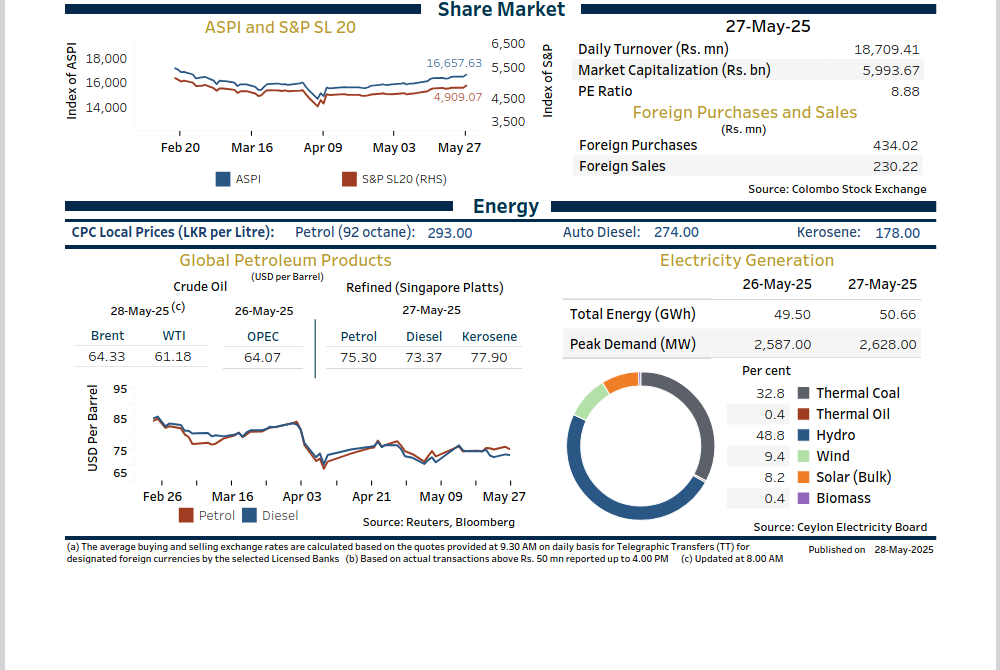 Share Market
ASPI and S&P SL 20
Index of ASPI
18,000
16,000
14,000
16,657.63
4,909.07
6,500
5,500
4,500
3,500
Index of S&P
Feb 20 Mar 16 Apr 09 May 03 May 27
ASPI S&P SL20 (RHS)
27-May-25
Daily Turnover (Rs. mn) 18,709.41
Market Capitalization (Rs. bn) 5,993.67
PE Ratio 8.88
Foreign Purchases and Sales
(Rs. mn)
Foreign Purchases 434.02
Foreign Sales 230.22
Source: Colombo Stock Exchange
Energy
CPC Local Prices (LKR per Litre): Petrol (92 octane): 293.00 Auto Diesel: 274.00 Kerosene: 178.00
Global Petroleum Products
(USD per Barrel)
Crude Oil Refined (Singapore Platts)
28-May-25 (c) 26-May-25 27-May-25
Brent WTI OPEC Petrol Diesel Kerosene
64.33 61.18 64.07 75.30 73.37 77.90
USD Per Barrel
95
85
75
65
Feb 26 Mar 16 Apr 03 Apr 21 May 09 May 27
Petrol Diesel
Source: Reuters, Bloomberg
Electricity Generation
26-May-25 27-May-25
Total Energy (GWh) 49.50 50.66
Peak Demand (MW) 2,587.00 2,628.00
Per cent
32.8 Thermal Coal
0.4 Thermal Oil
48.8 Hydro
9.4 Wind
8.2 Solar (Bulk)
0.4 Biomass
Source: Ceylon Electricity Board
(a) The average buying and selling exchange rates are calculated based on the quotes provided at 9.30 AM on daily basis for Telegraphic Transfers (TT) for
designated foreign currencies by the selected Licensed Banks (b) Based on actual transactions above Rs. 50 mn reported up to 4.00 PM (c) Updated at 8.00 AM
Published on 28-May-2025